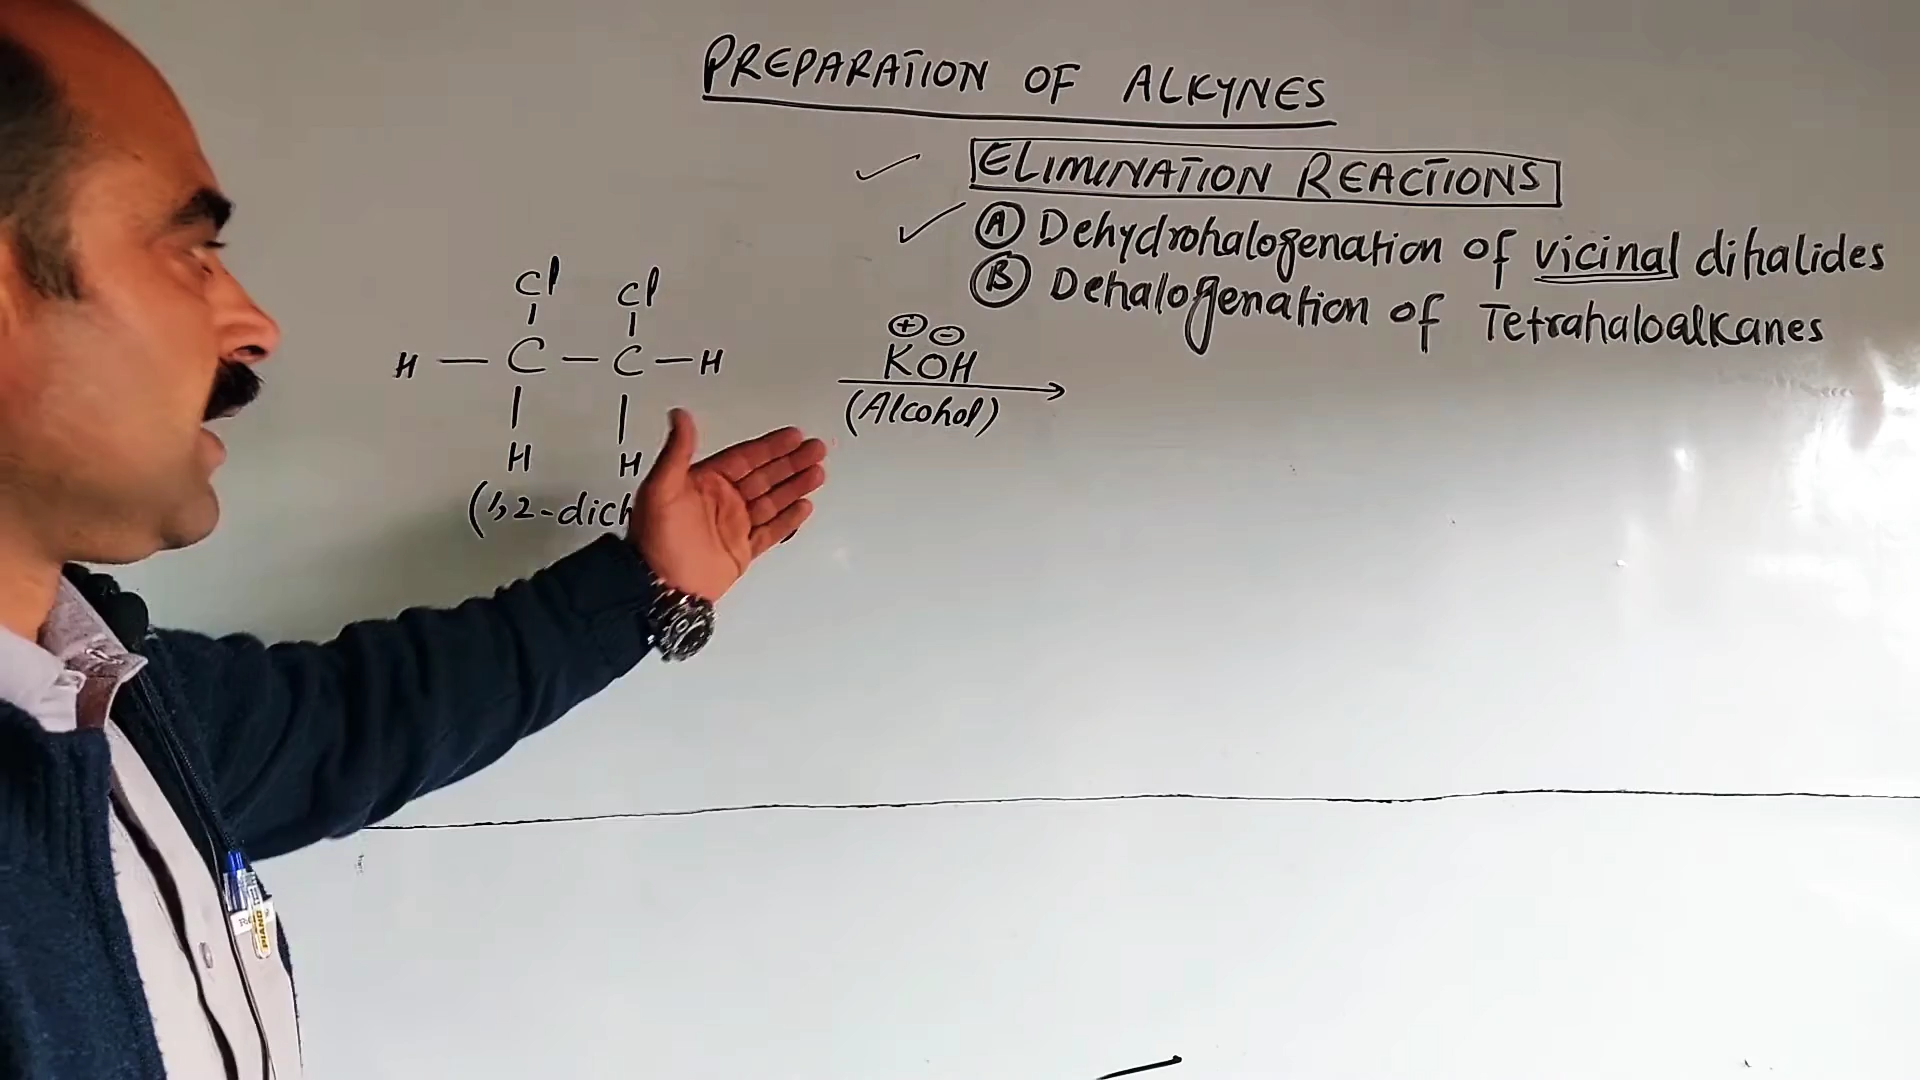 PREPARATION OF ALKYNES
ELIMINATION REACTIONS
Ⓐ Dehydrohalogenation of vicinal dihalides
Ⓑ Dehalogenation of Tetrahaloalkanes
Cl Cl
H — C — C — H
H H
(1,2-dich
⊕ ⊖
KOH
(Alcohol)
PIANO